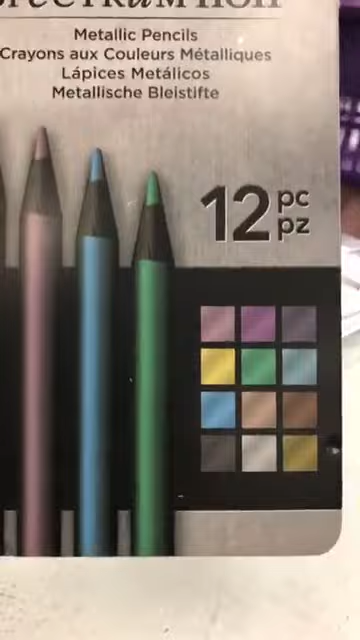 Metallic Pencils
Crayons aux Couleurs Métalliques
Lápices Metálicos
Metallische Bleistifte
12 pc
pz